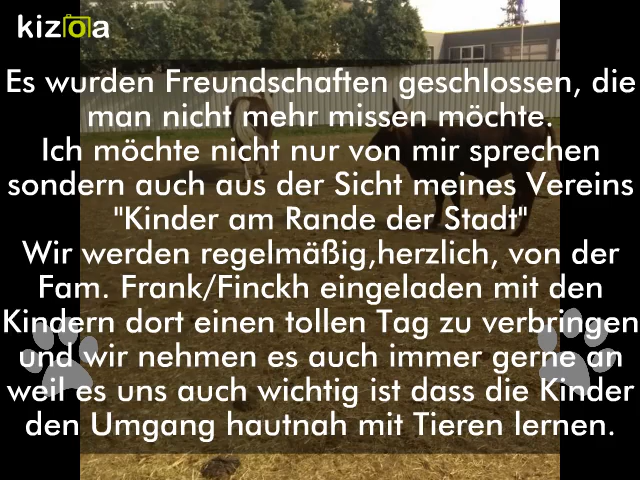 kizoa
Es wurden Freundschaften geschlossen, die
man nicht mehr missen möchte.
Ich möchte nicht nur von mir sprechen
sondern auch aus der Sicht meines Vereins
"Kinder am Rande der Stadt"
Wir werden regelmäßig,herzlich, von der
Fam. Frank/Finckh eingeladen mit den
Kindern dort einen tollen Tag zu verbringen
und wir nehmen es auch immer gerne an
weil es uns auch wichtig ist dass die Kinder
den Umgang hautnah mit Tieren lernen.